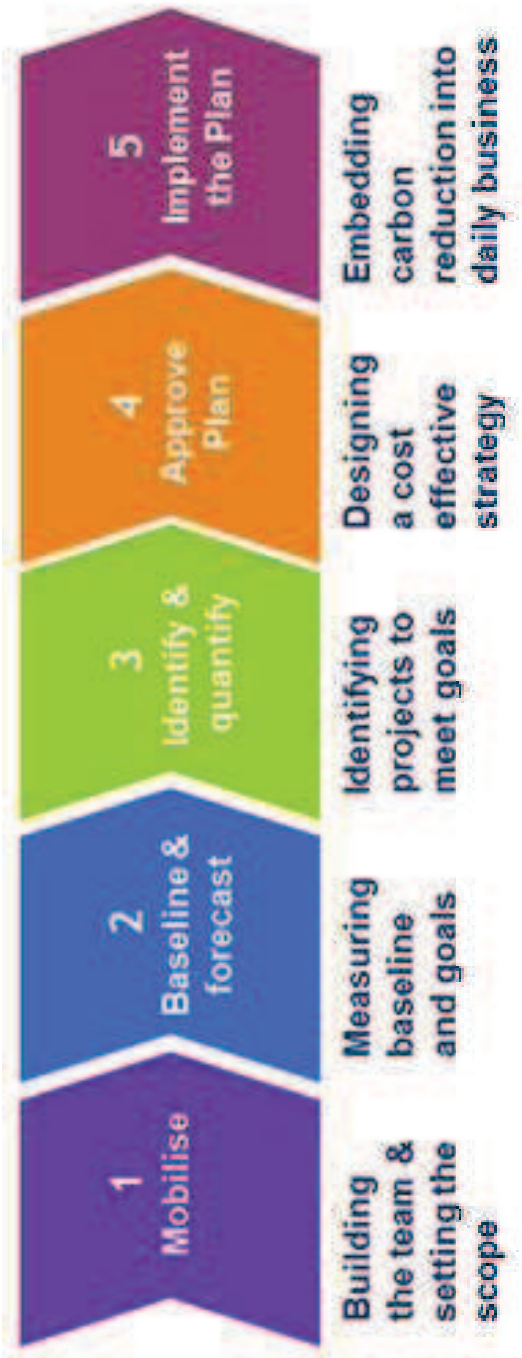 1
Mobilise
Building
the team &
setting the
scope
2
Baseline &
forecast
Measuring
baseline
and goals
3
Identify &
quantify
Identifying
projects to
meet goals
4
Approve
Plan
Designing
a cost
effective
strategy
5
Implement
the Plan
Embedding
carbon
reduction into
daily business